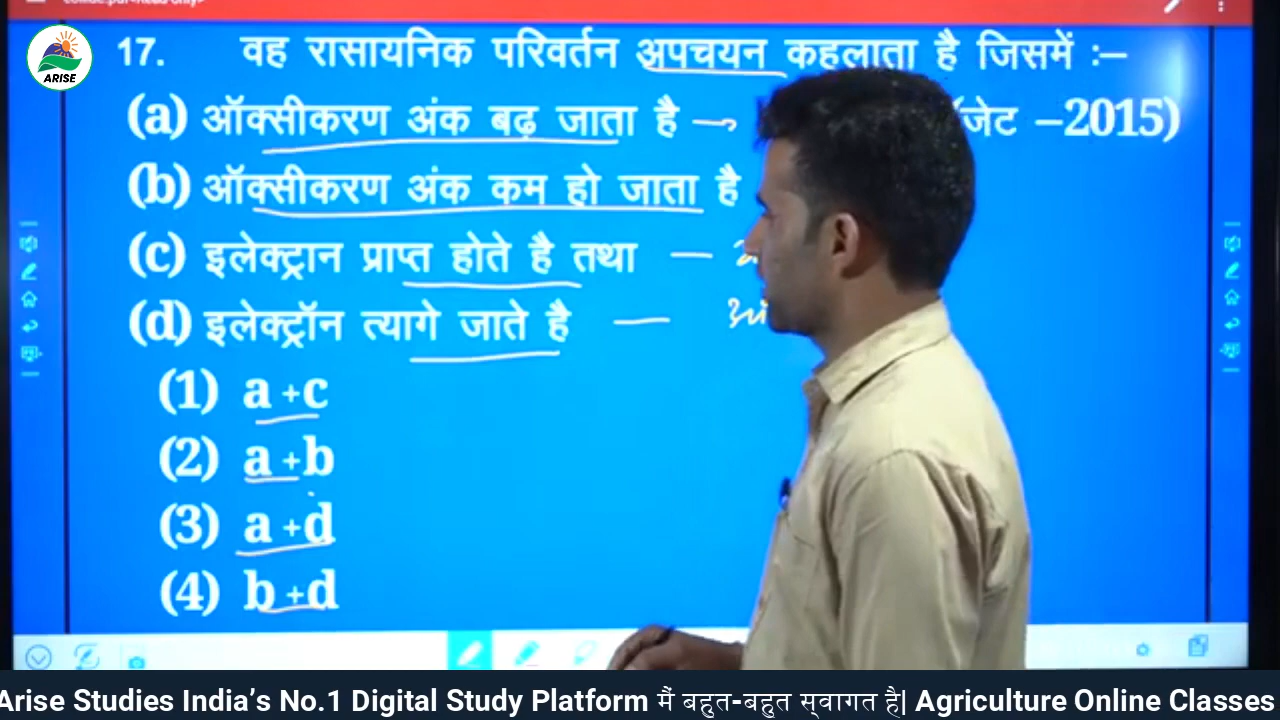 ARISE
17. वह रासायनिक परिवर्तन अपचयन कहलाता है जिसमें :–
(a) ऑक्सीकरण अंक बढ़ जाता है – –2015)
(b) ऑक्सीकरण अंक कम हो जाता है
(c) इलेक्ट्रान प्राप्त होते है तथा –
(d) इलेक्ट्रॉन त्यागे जाते है –
(1) a +c
(2) a +b
(3) a +d
(4) b +d
Arise Studies India's No.1 Digital Study Platform मैं बहुत-बहुत स्वागत है| Agriculture Online Classes